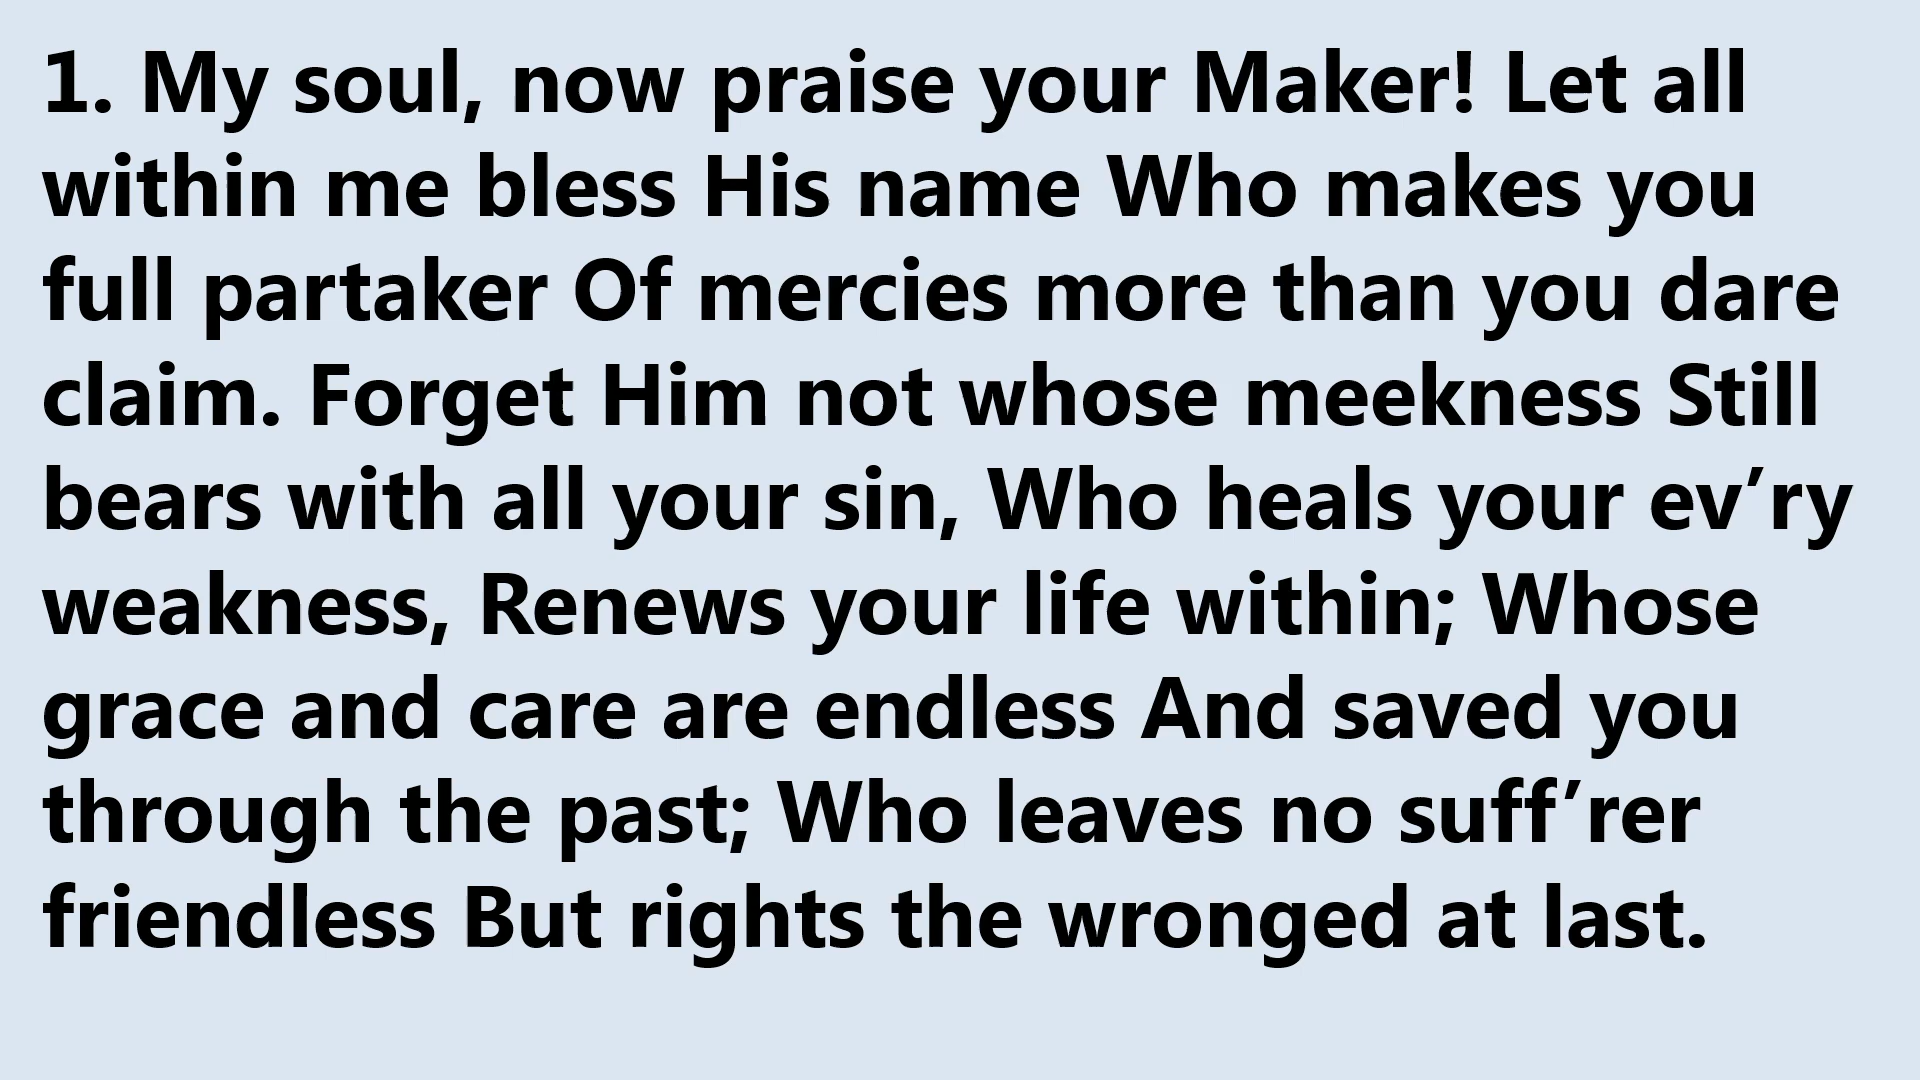 1. My soul, now praise your Maker! Let all
within me bless His name Who makes you
full partaker Of mercies more than you dare
claim. Forget Him not whose meekness Still
bears with all your sin, Who heals your ev’ry
weakness, Renews your life within; Whose
grace and care are endless And saved you
through the past; Who leaves no suff’rer
friendless But rights the wronged at last.